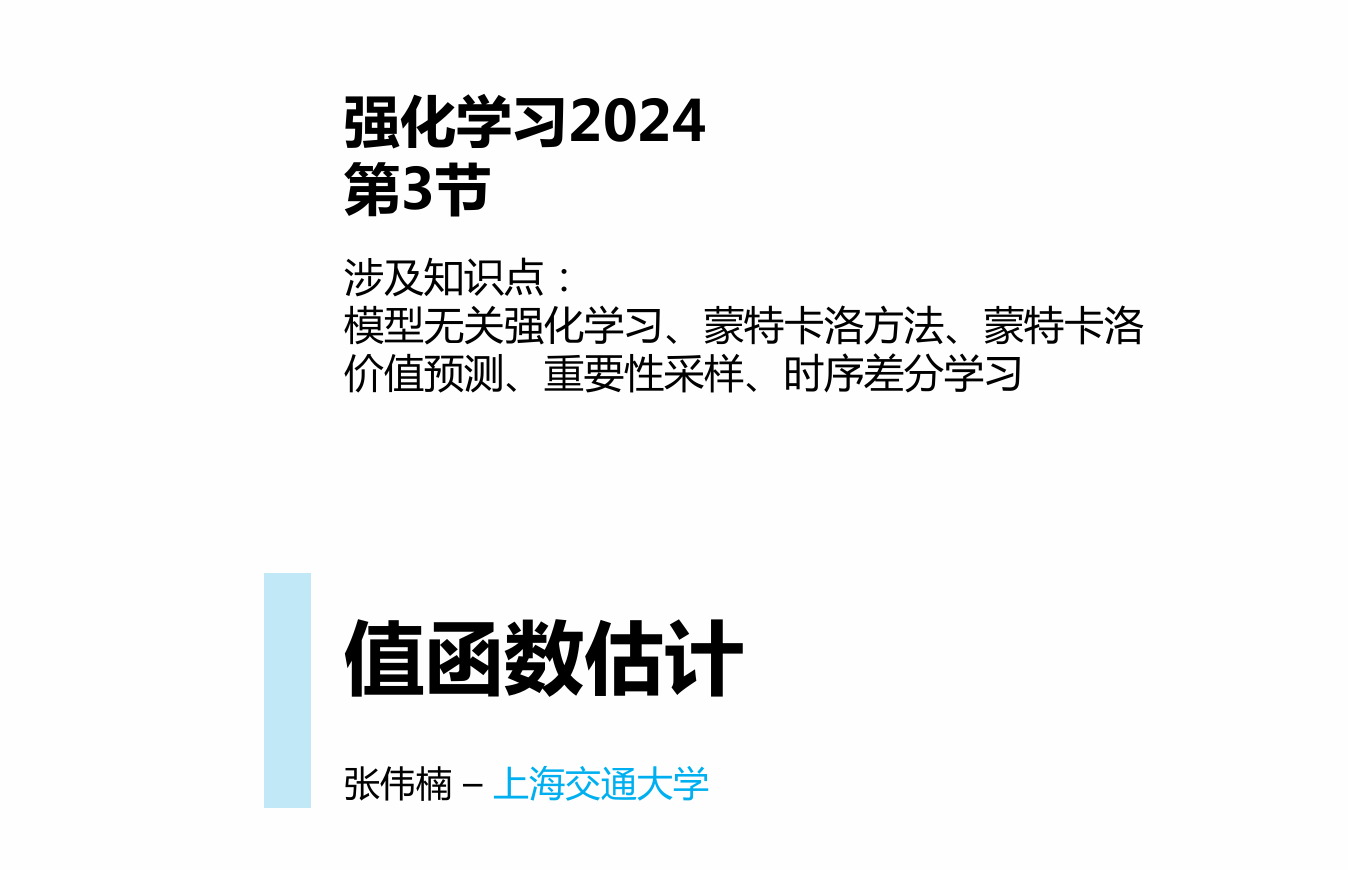 强化学习2024
第3节
涉及知识点：
模型无关强化学习、蒙特卡洛方法、蒙特卡洛
价值预测、重要性采样、时序差分学习
值函数估计
张伟楠 – 上海交通大学